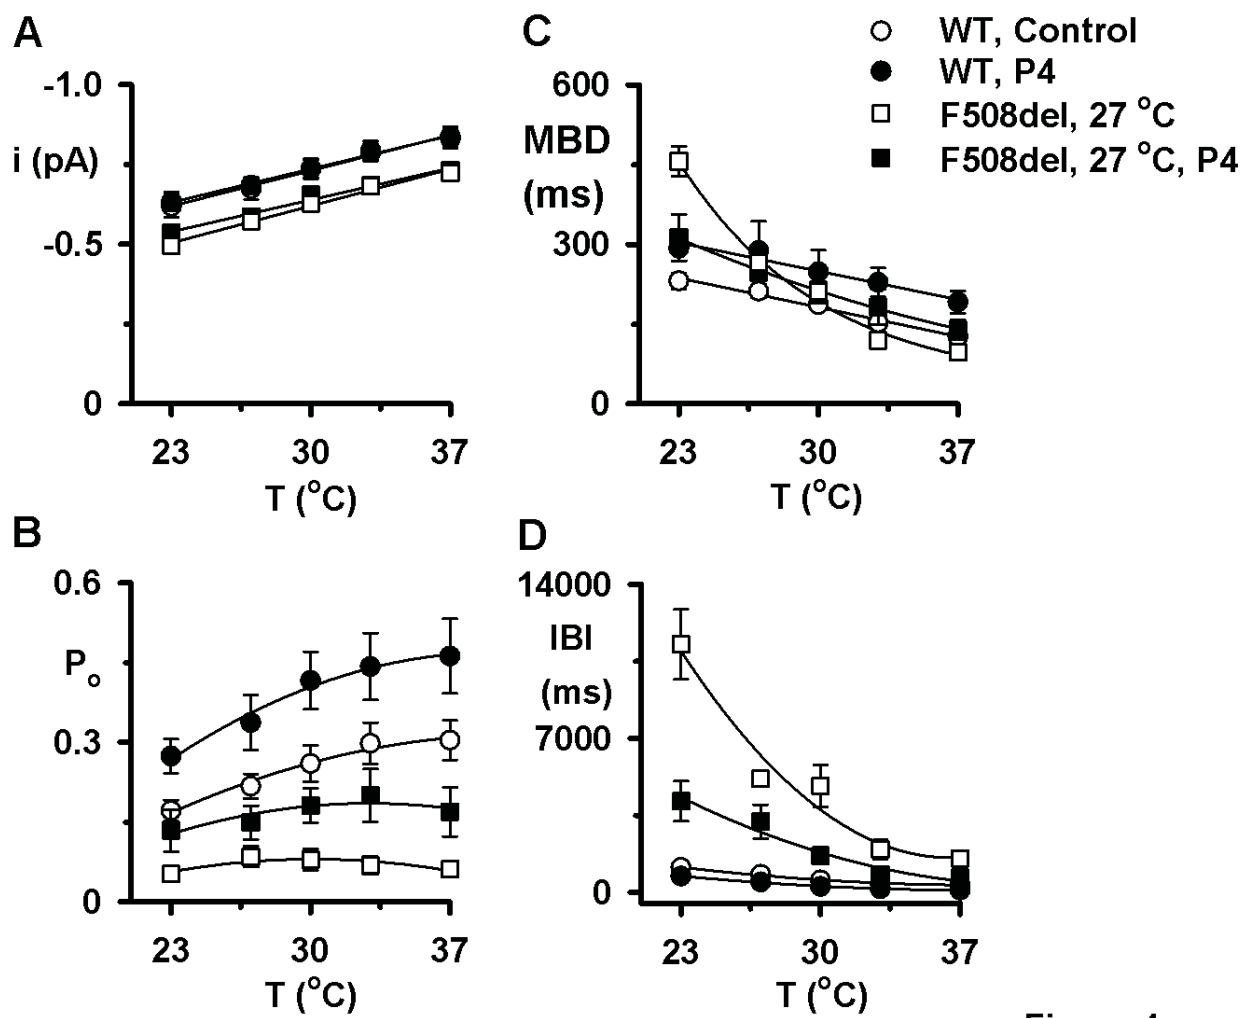 A
-1.0
i (pA)
-0.5
0
23 30 37
T (°C)
C
600
MBD
(ms)
300
0
23 30 37
T (°C)
WT, Control
WT, P4
F508del, 27 °C
F508del, 27 °C, P4
B
0.6
Po
0.3
0
23 30 37
T (°C)
D
14000
IBI
(ms)
7000
0
23 30 37
T (°C)